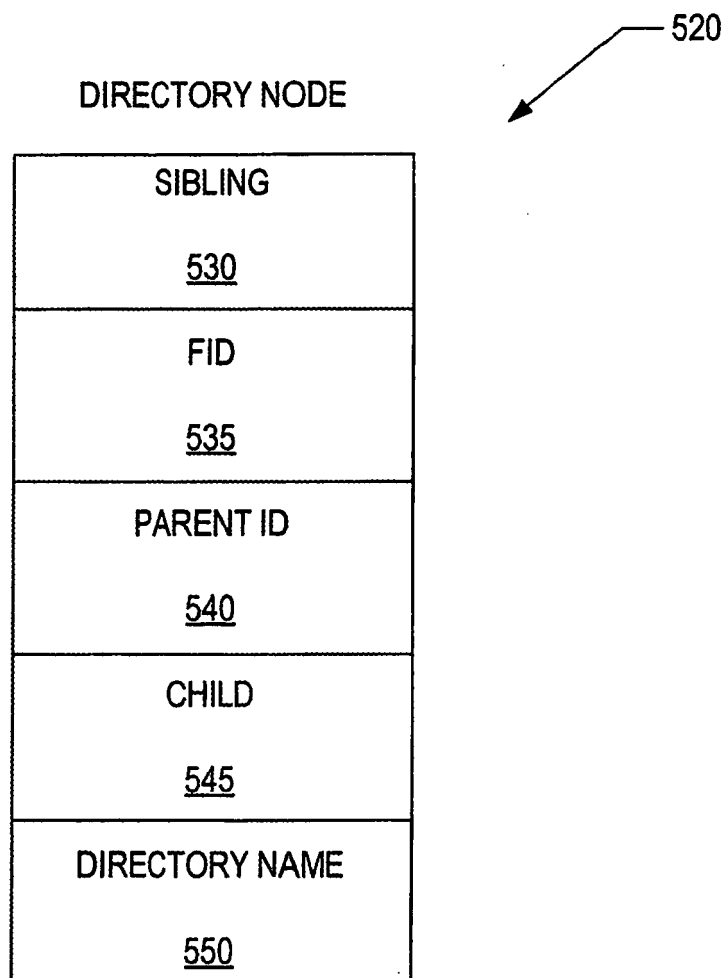 520
DIRECTORY NODE
SIBLING
530
FID
535
PARENT ID
540
CHILD
545
DIRECTORY NAME
550